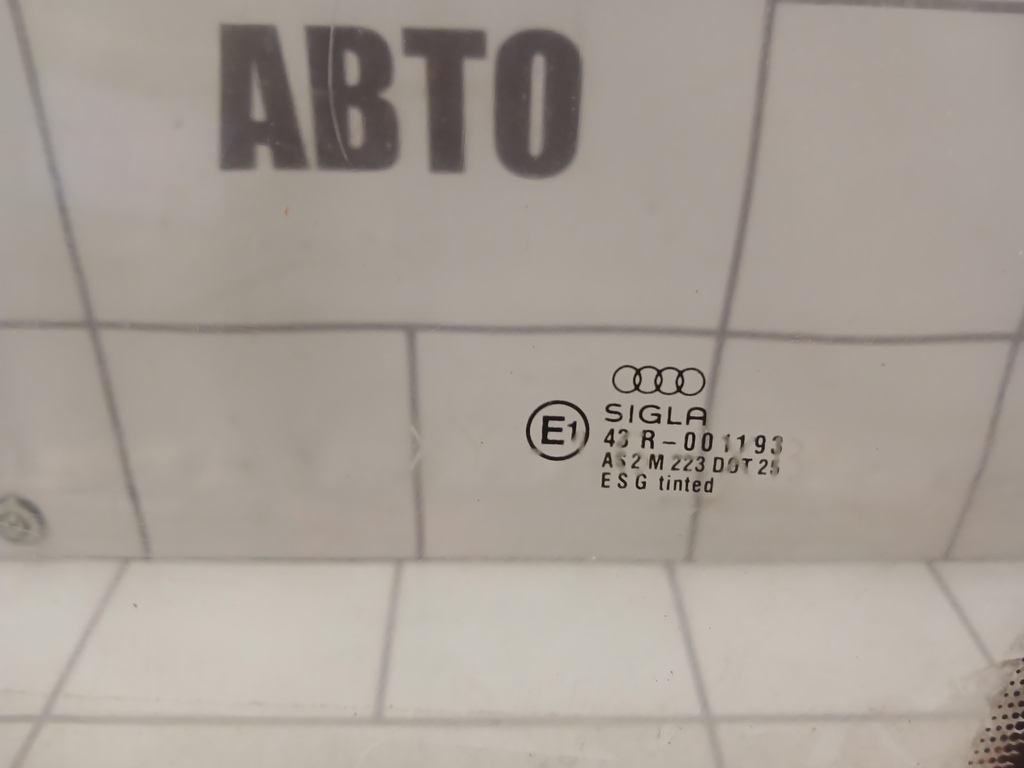 АВТО
SIGLA
E1
43 R-001193
AS2 M 223 DOT 25
ESG tinted